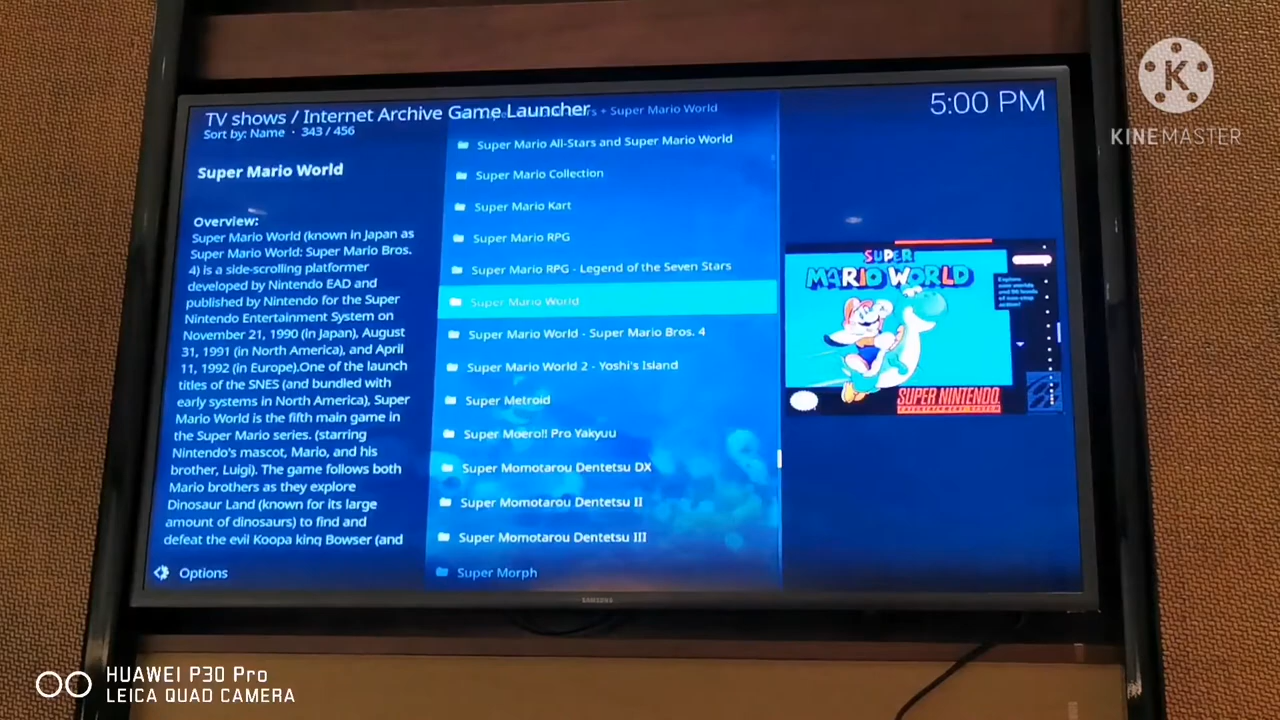 TV shows / Internet Archive Game Launcher
Sort by: Name · 343 / 456
5:00 PM
KINEMASTER
Super Mario World
Overview:
Super Mario World (known in Japan as
Super Mario World: Super Mario Bros.
4) is a side-scrolling platformer
developed by Nintendo EAD and
published by Nintendo for the Super
Nintendo Entertainment System on
November 21, 1990 (in Japan), August
31, 1991 (in North America), and April
11, 1992 (in Europe).One of the launch
titles of the SNES (and bundled with
early systems in North America), Super
Mario World is the fifth main game in
the Super Mario series. (starring
Nintendo's mascot, Mario, and his
brother, Luigi). The game follows both
Mario brothers as they explore
Dinosaur Land (known for its large
amount of dinosaurs) to find and
defeat the evil Koopa king Bowser (and
Options
+ Super Mario World
Super Mario All-Stars and Super Mario World
Super Mario Collection
Super Mario Kart
Super Mario RPG
Super Mario RPG - Legend of the Seven Stars
Super Mario World
Super Mario World - Super Mario Bros. 4
Super Mario World 2 - Yoshi's Island
Super Metroid
Super Moero!! Pro Yakyuu
Super Momotarou Dentetsu DX
Super Momotarou Dentetsu II
Super Momotarou Dentetsu III
Super Morph
SUPER
MARIO WORLD
SUPER NINTENDO
ENTERTAINMENT SYSTEM
SAMSUNG
HUAWEI P30 Pro
LEICA QUAD CAMERA